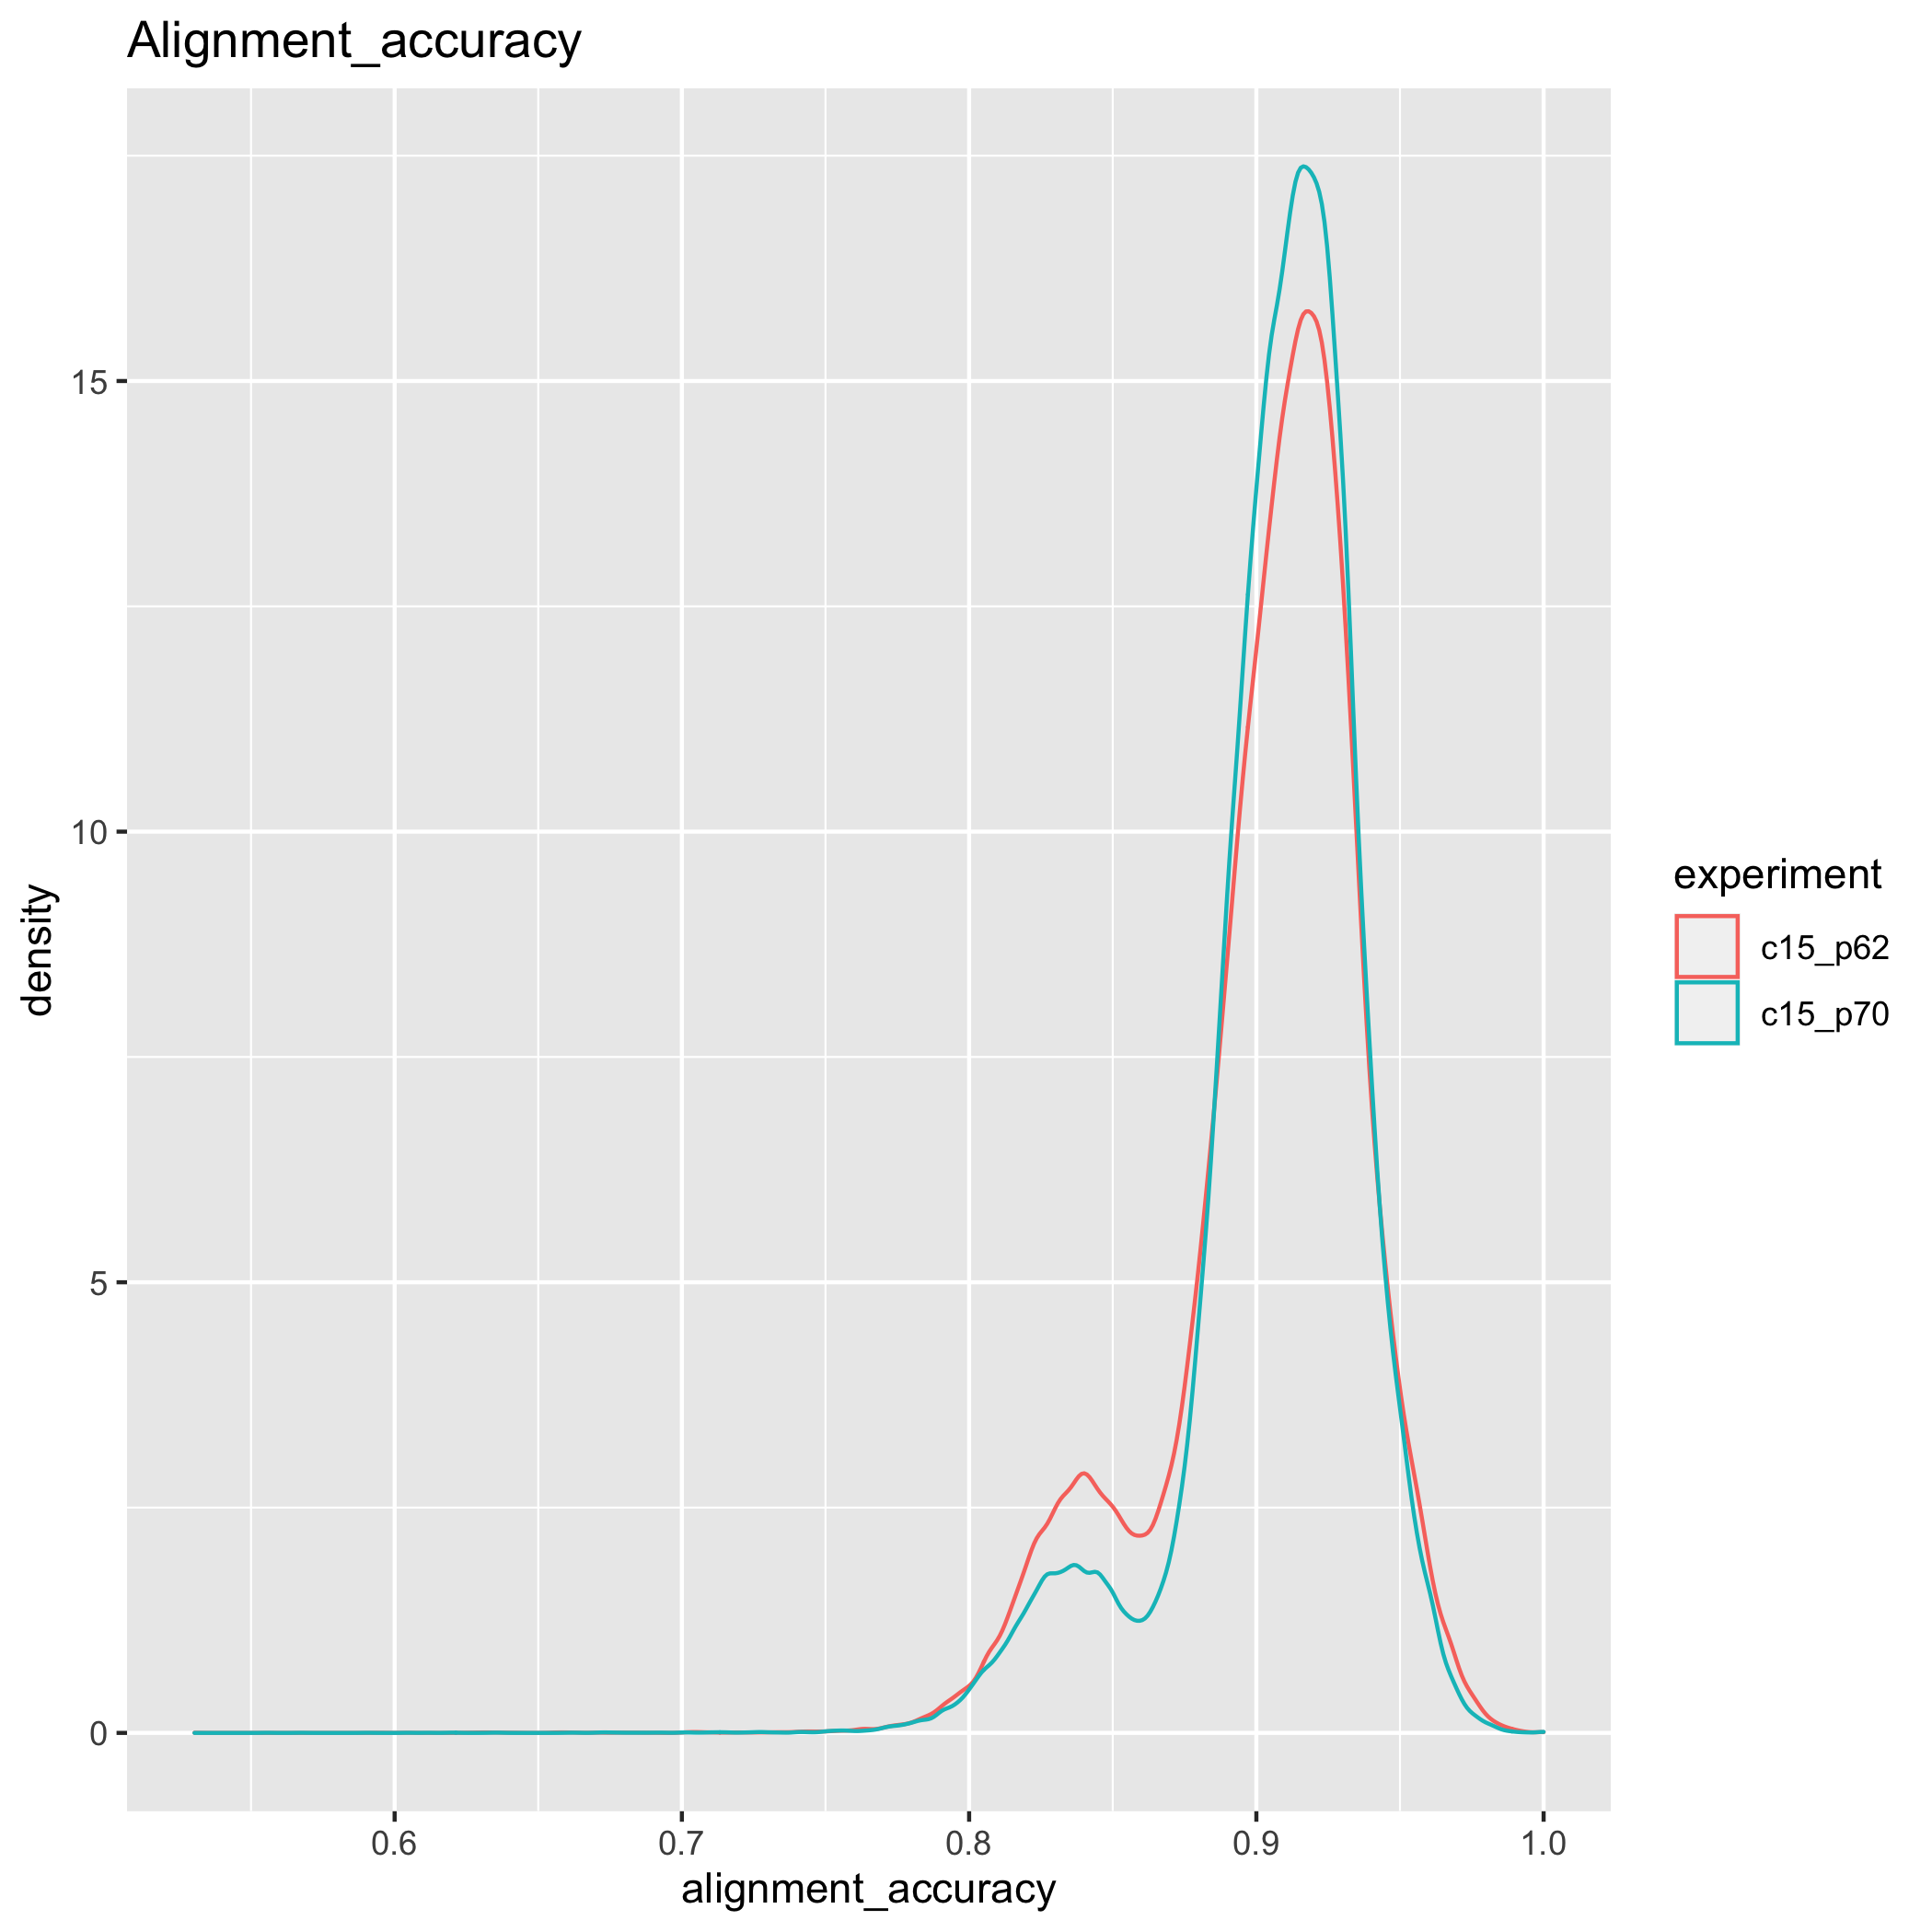 Alignment_accuracy
15
10
5
0
density
0.6 0.7 0.8 0.9 1.0
alignment_accuracy
experiment
c15_p62
c15_p70